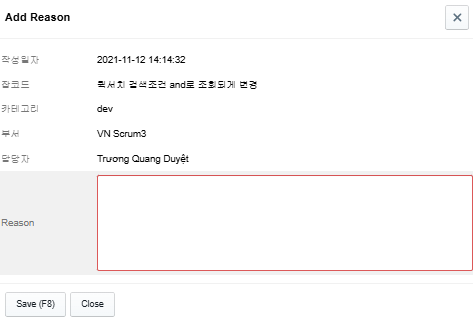 Add Reason
작성일자 2021-11-12 14:14:32
잡코드 퀵서치 검색조건 and로 조회되게 변경
카테고리 dev
부서 VN Scrum3
담당자 Trương Quang Duyệt
Reason
Save (F8) Close